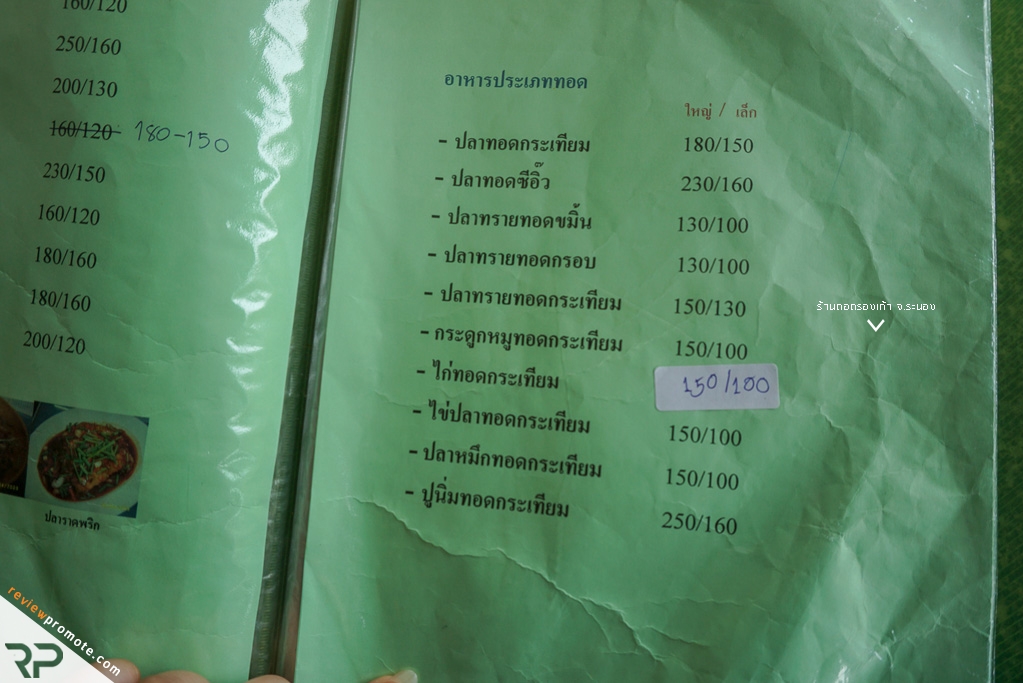 160/120
250/160
200/130
160/120 180-150
230/150
160/120
180/160
180/160
200/120
ปลาราดพริก
อาหารประเภททอด
ใหญ่ / เล็ก
- ปลาทอดกระเทียม 180/150
- ปลาทอดซีอิ๊ว 230/160
- ปลาทรายทอดขมิ้น 130/100
- ปลาทรายทอดกรอบ 130/100
- ปลาทรายทอดกระเทียม 150/130
- กระดูกหมูทอดกระเทียม 150/100
- ไก่ทอดกระเทียม 150/100
- ไข่ปลาทอดกระเทียม 150/100
- ปลาหมึกทอดกระเทียม 150/100
- ปูนิ่มทอดกระเทียม 250/160
ร้านถอดรองเท้า จ.ระนอง
reviewpromote.com
RP